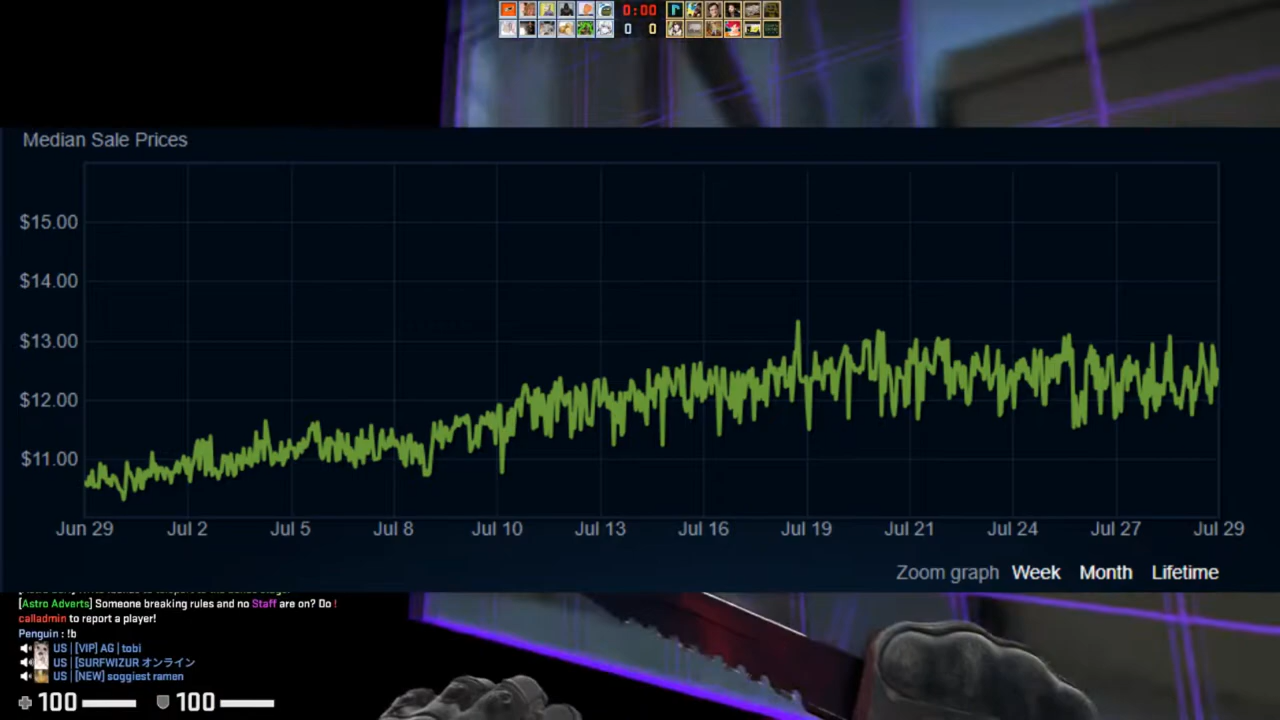 0:00
0 0
Median Sale Prices
$15.00
$14.00
$13.00
$12.00
$11.00
Jun 29 Jul 2 Jul 5 Jul 8 Jul 10 Jul 13 Jul 16 Jul 19 Jul 21 Jul 24 Jul 27 Jul 29
Zoom graph Week Month Lifetime
[Astro Adverts] Someone breaking rules and no Staff are on? Do !
calladmin to report a player!
Penguin : !b
US | [VIP] AG | tobi
US | [SURFWIZUR オンライン
US | [NEW] soggiest ramen
100 100